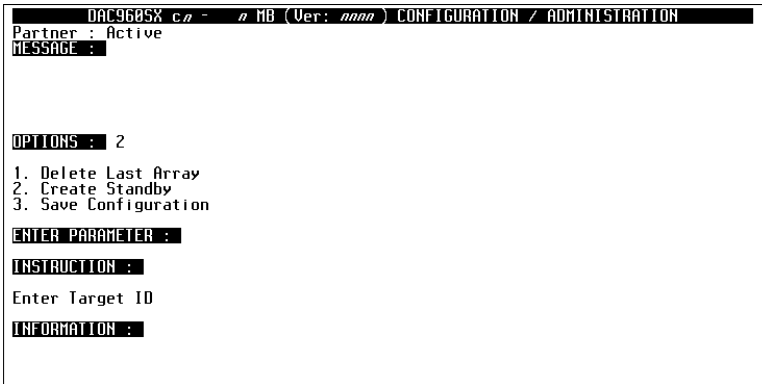 DAC960SX cn - n MB (Ver: nnnn) CONFIGURATION / ADMINISTRATION
Partner : Active
MESSAGE :
OPTIONS : 2
1. Delete Last Array
2. Create Standby
3. Save Configuration
ENTER PARAMETER :
INSTRUCTION :
Enter Target ID
INFORMATION :